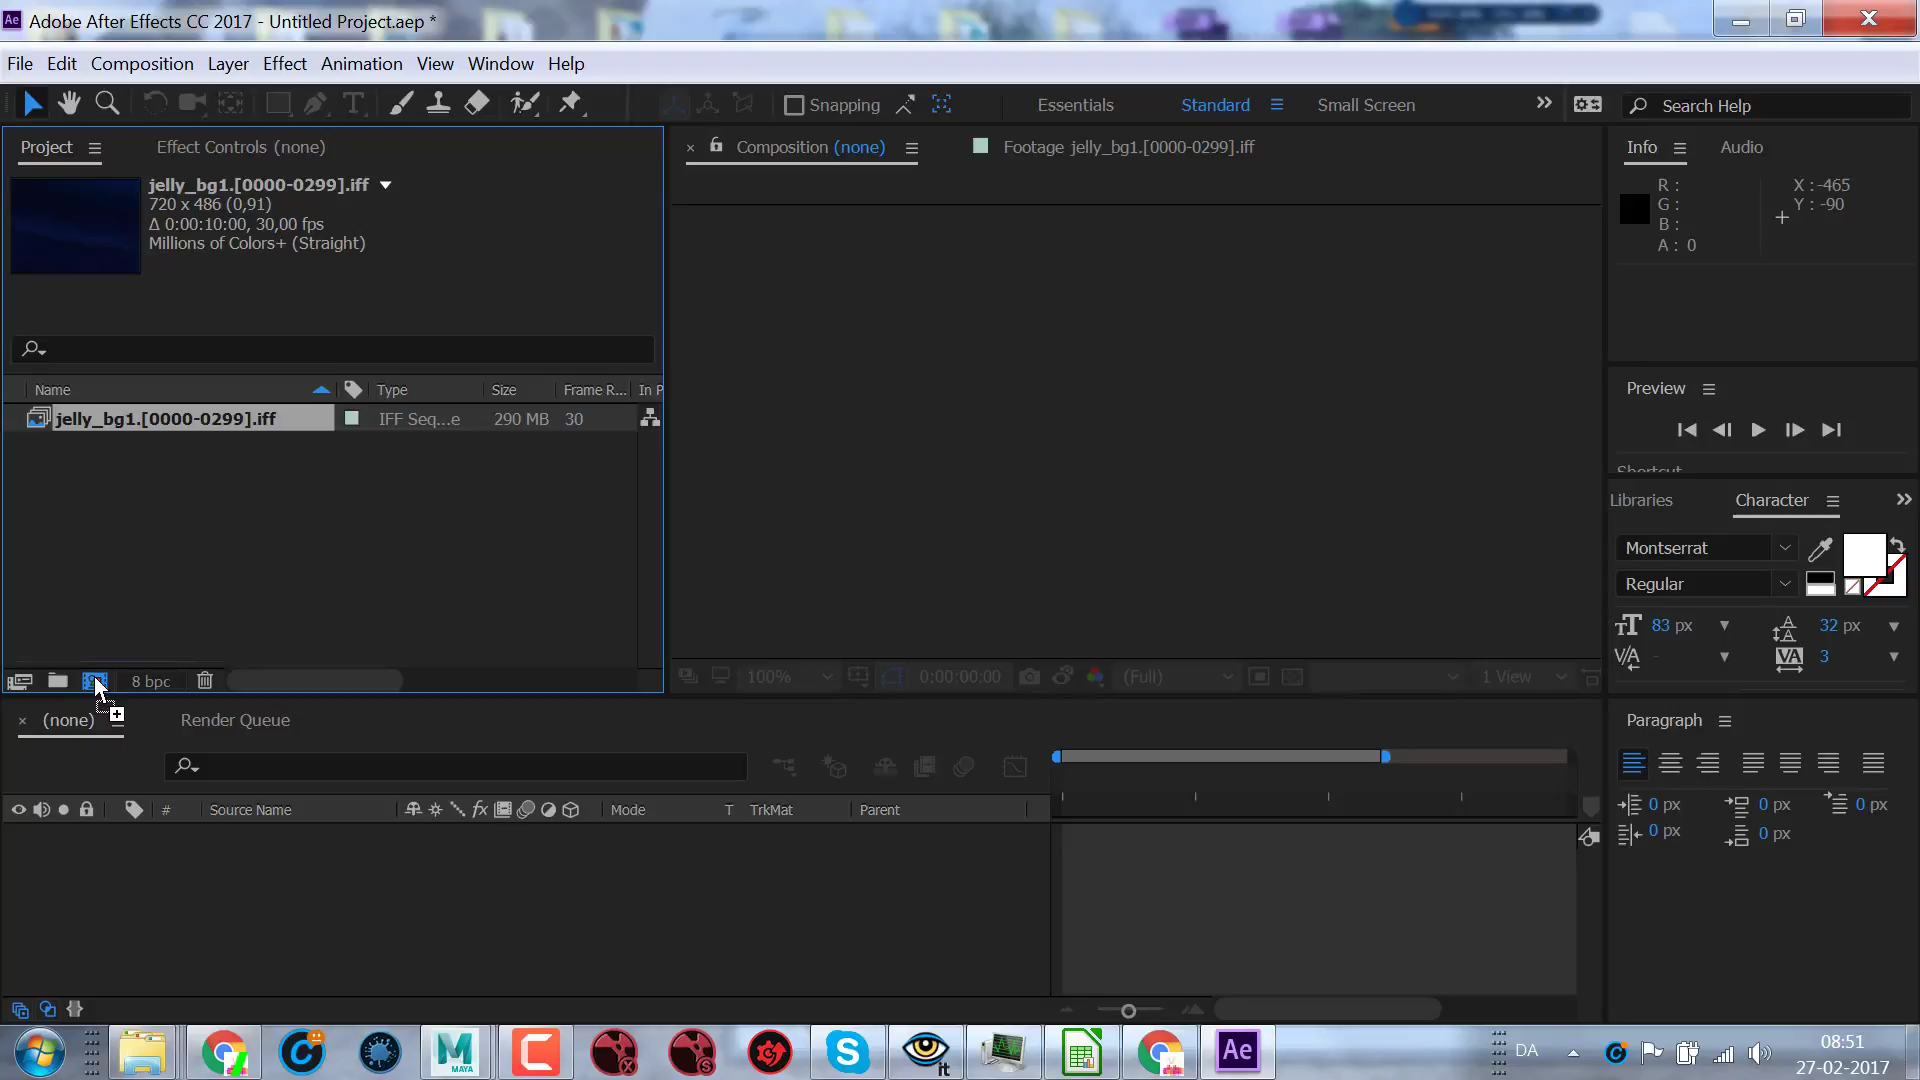 Adobe After Effects CC 2017 - Untitled Project.aep *
File Edit Composition Layer Effect Animation View Window Help
Snapping Essentials Standard Small Screen Search Help
Project Effect Controls (none)
Composition (none) Footage jelly_bg1.[0000-0299].iff
Info Audio
jelly_bg1.[0000-0299].iff
720 x 486 (0,91)
Δ 0:00:10:00, 30,00 fps
Millions of Colors+ (Straight)
R :
G :
B :
A : 0
X : -465
Y : -90
Name Type Size Frame R... In P
jelly_bg1.[0000-0299].iff IFF Seq...e 290 MB 30
Preview
Shortcut
Libraries Character
Montserrat
Regular
83 px 32 px
- 3
8 bpc
100% 0:00:00:00 (Full) 1 View
(none) Render Queue
Paragraph
# Source Name Mode T TrkMat Parent
0 px 0 px 0 px
0 px 0 px
MAYA
it
Ae
DA
08:51
27-02-2017